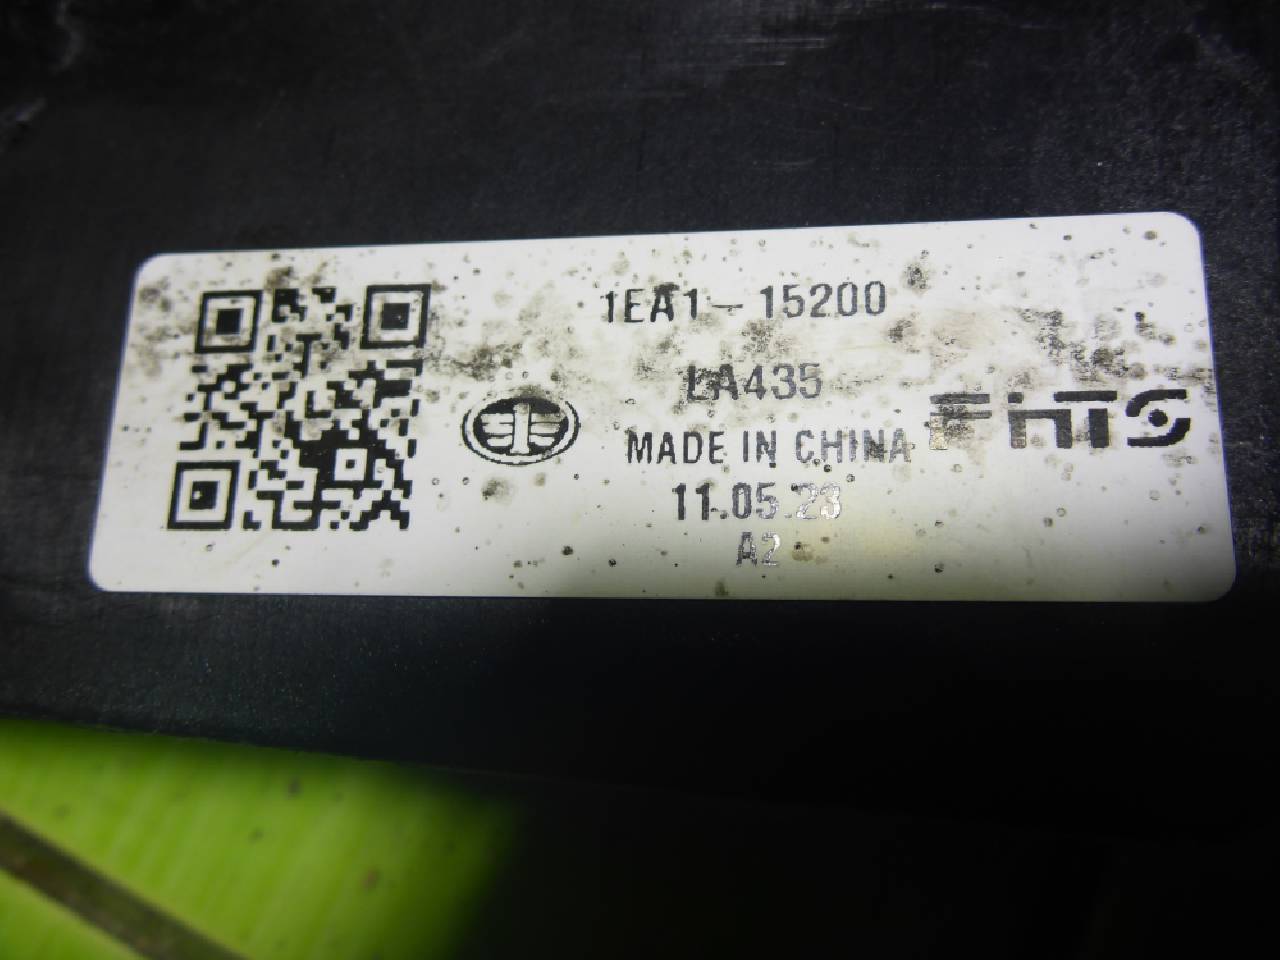 1EA1-15200
LA435
MADE IN CHINA
11.05.23
A2
FHTS